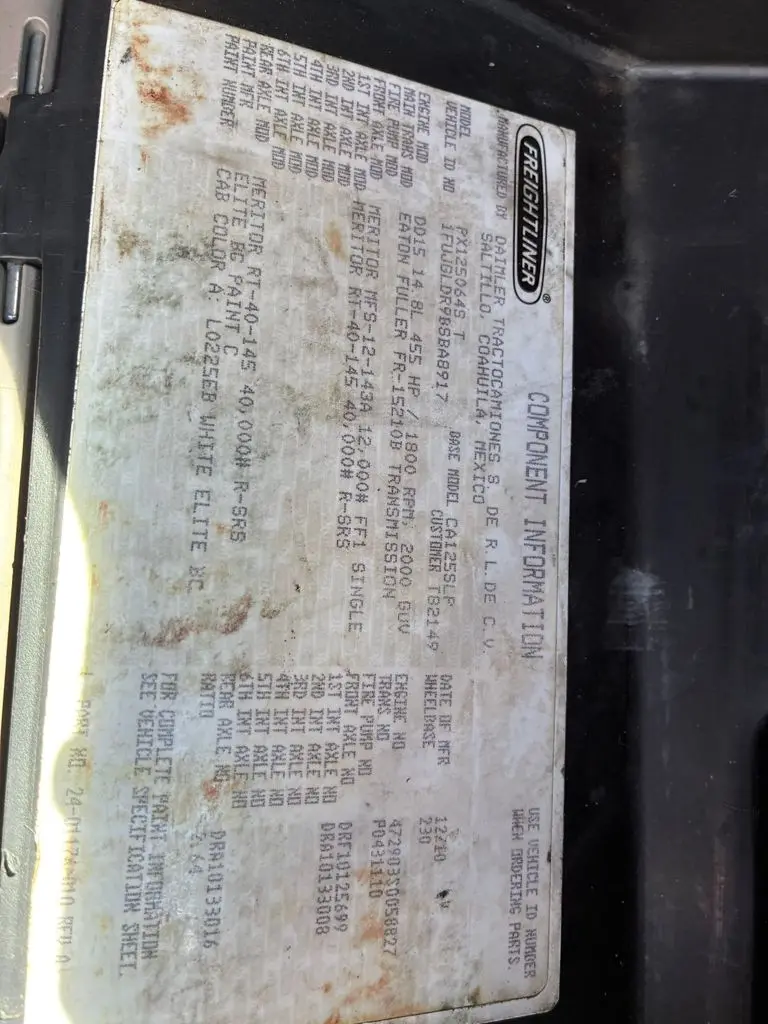 FREIGHTLINER®
COMPONENT INFORMATION
USE VEHICLE ID NUMBER
WHEN ORDERING PARTS.
MANUFACTURED BY DAIMLER TRACTOCAMIONES S. DE R.L. DE C.V.
SALTILLO, COAHUILA, MEXICO
MODEL PX125064S T BASE MODEL CA125SLP DATE OF MFR 12/10
VEHICLE ID NO 1FUJGLDR9BSBA8917 CUSTOMER T82149 WHEELBASE 230
ENGINE MOD DD15 14.8L 455 HP / 1800 RPM, 2000 GOV ENGINE NO 472903S0058827
MAIN TRANS MOD EATON FULLER FR-15210B TRANSMISSION TRANS NO P0431110
FIRE PUMP MOD FIRE PUMP NO
FRONT AXLE MOD MERITOR MFS-12-143A 12,000# FF1 SINGLE FRONT AXLE NO DRF10125699
1ST INT AXLE MOD MERITOR RT-40-145 40,000# R-SRS 1ST INT AXLE NO DRA10133008
2ND INT AXLE MOD 2ND INT AXLE NO
3RD INT AXLE MOD 3RD INT AXLE NO
4TH INT AXLE MOD 4TH INT AXLE NO
5TH INT AXLE MOD 5TH INT AXLE NO
6TH INT AXLE MOD 6TH INT AXLE NO
REAR AXLE MOD MERITOR RT-40-145 40,000# R-SRS REAR AXLE NO DRA10133016
PAINT MFR ELITE BC PAINT C RATIO
PAINT NUMBER CAB COLOR A: L0225EB WHITE ELITE BC
FOR COMPLETE PAINT INFORMATION
SEE VEHICLE SPECIFICATION SHEET.
PART NO.